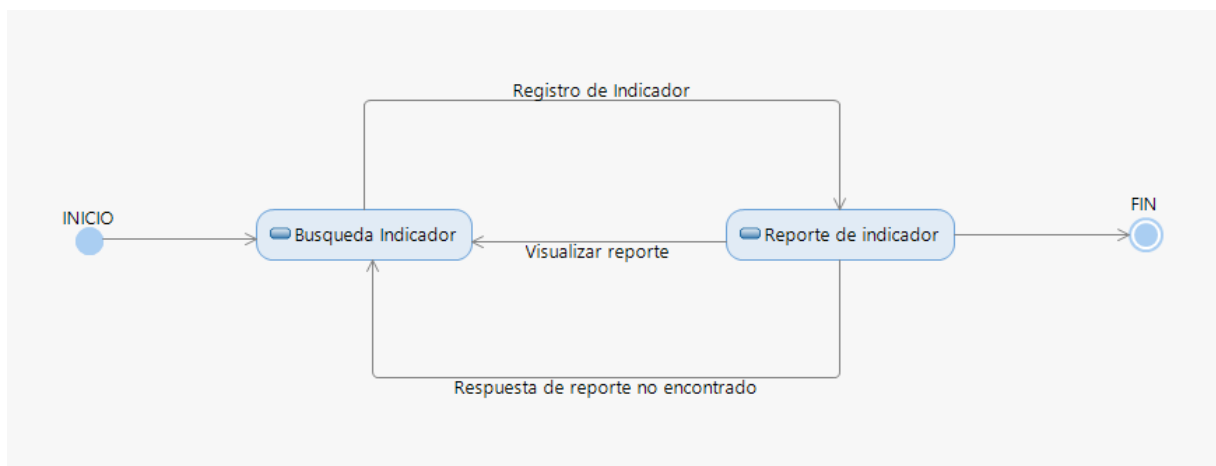 Registro de Indicador
INICIO
FIN
Busqueda Indicador
Reporte de indicador
Visualizar reporte
Respuesta de reporte no encontrado